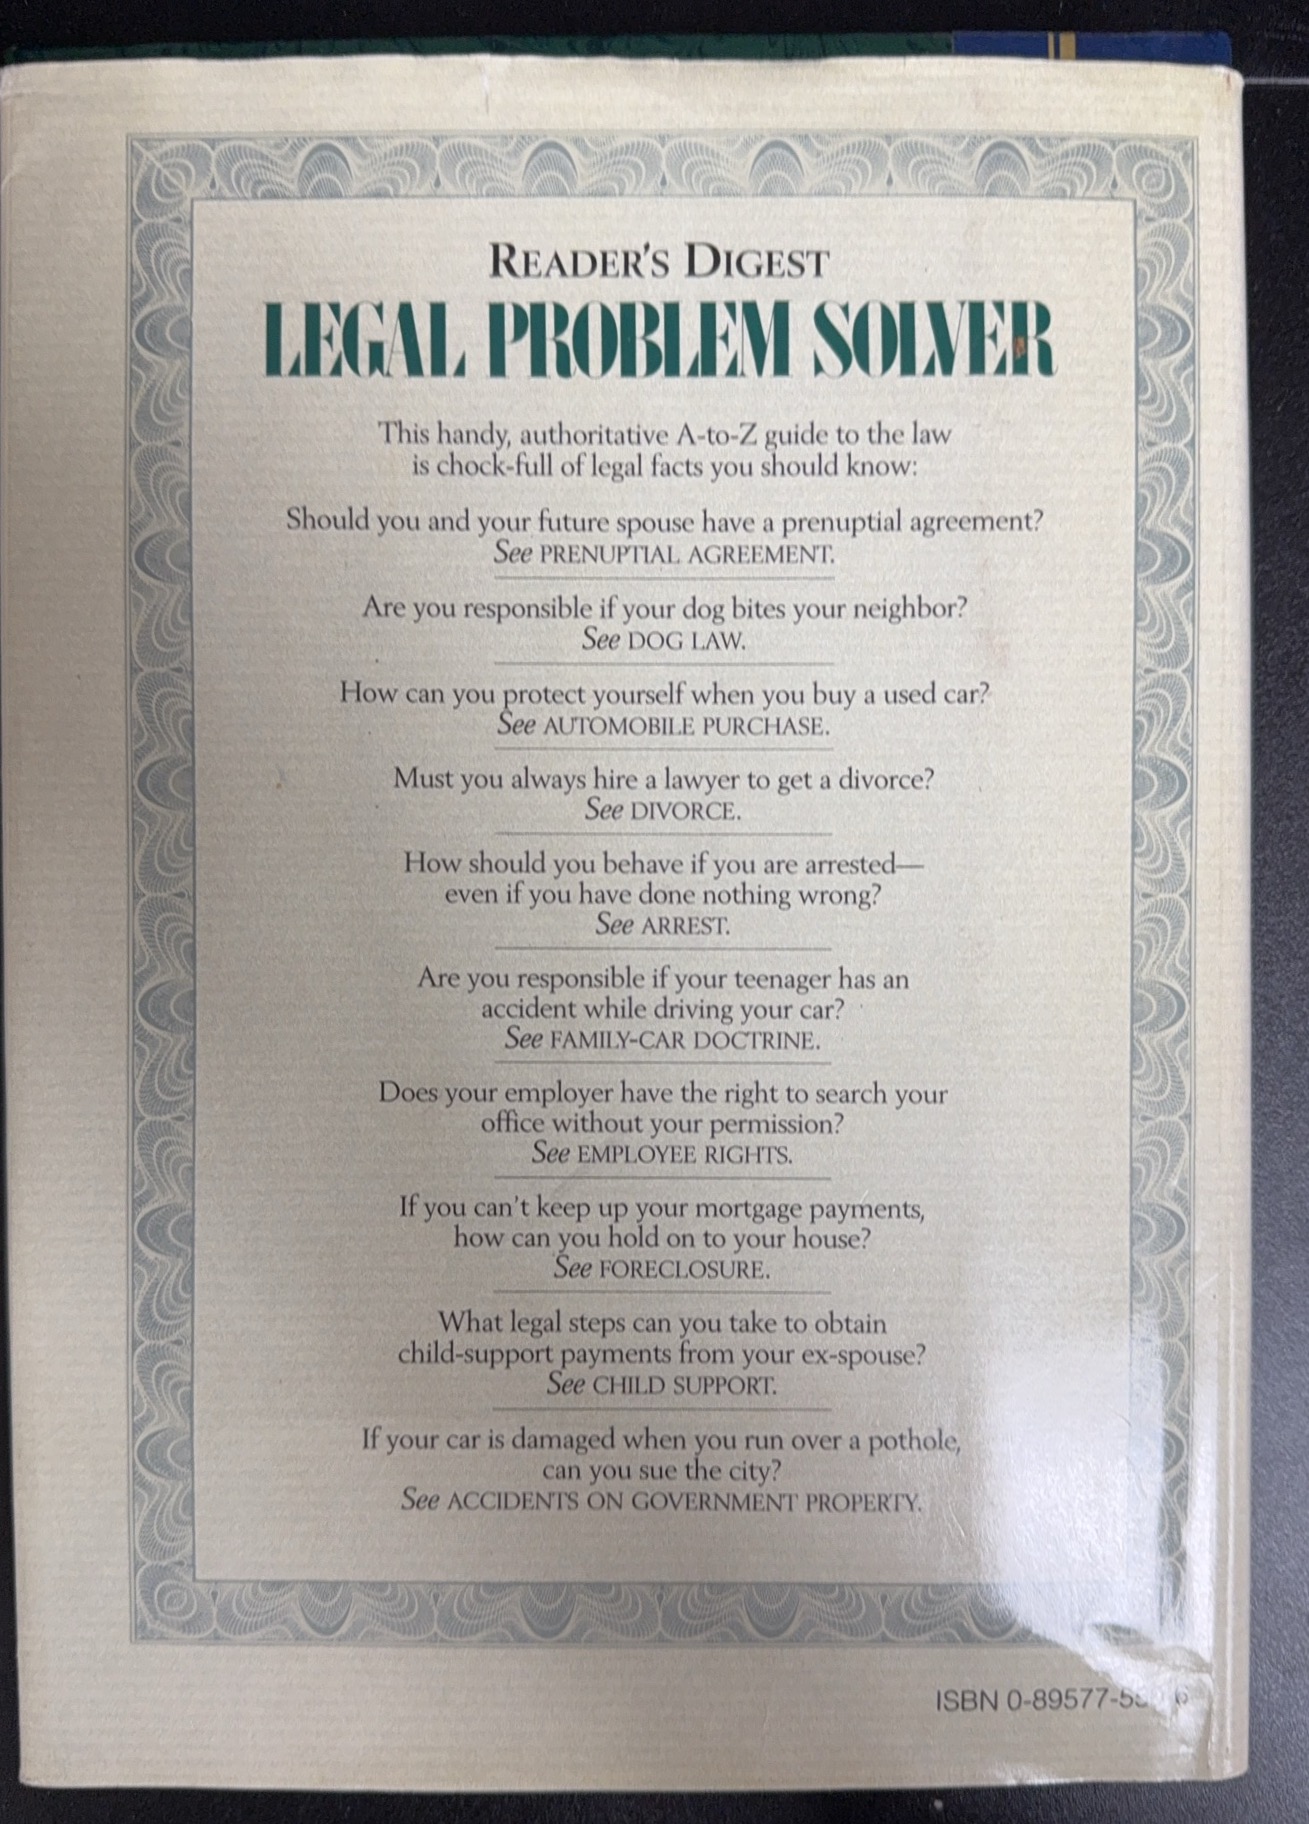 READER'S DIGEST
LEGAL PROBLEM SOLVER
This handy, authoritative A-to-Z guide to the law
is chock-full of legal facts you should know:
Should you and your future spouse have a prenuptial agreement?
See PRENUPTIAL AGREEMENT.
Are you responsible if your dog bites your neighbor?
See DOG LAW.
How can you protect yourself when you buy a used car?
See AUTOMOBILE PURCHASE.
Must you always hire a lawyer to get a divorce?
See DIVORCE.
How should you behave if you are arrested—
even if you have done nothing wrong?
See ARREST.
Are you responsible if your teenager has an
accident while driving your car?
See FAMILY-CAR DOCTRINE.
Does your employer have the right to search your
office without your permission?
See EMPLOYEE RIGHTS.
If you can't keep up your mortgage payments,
how can you hold on to your house?
See FORECLOSURE.
What legal steps can you take to obtain
child-support payments from your ex-spouse?
See CHILD SUPPORT.
If your car is damaged when you run over a pothole,
can you sue the city?
See ACCIDENTS ON GOVERNMENT PROPERTY.
ISBN